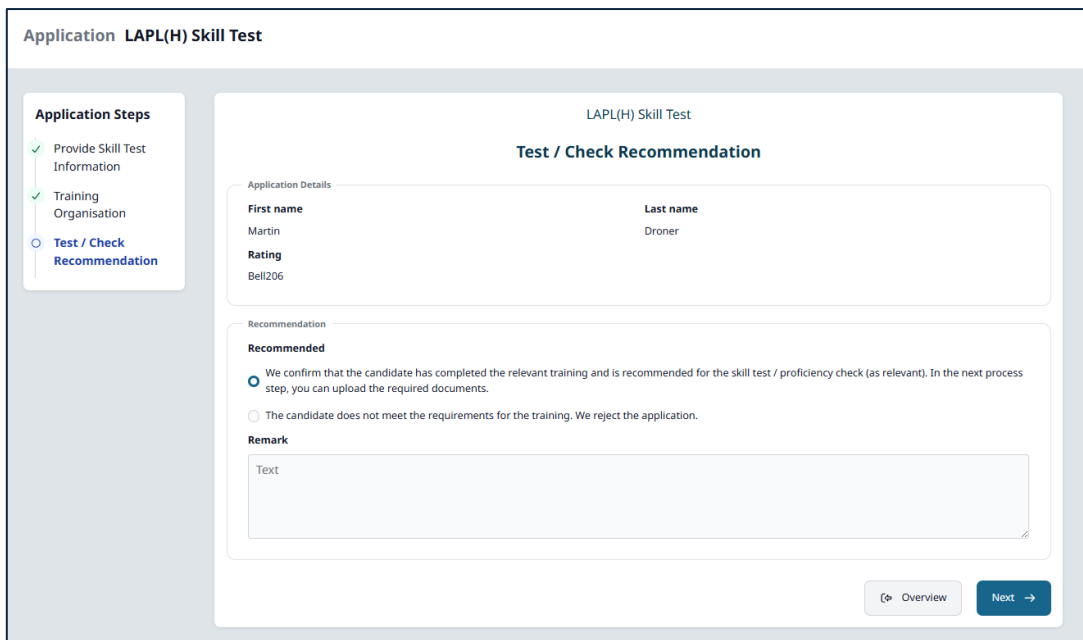 Application LAPL(H) Skill Test
Application Steps
Provide Skill Test
Information
Training
Organisation
Test / Check
Recommendation
LAPL(H) Skill Test
Test / Check Recommendation
Application Details
First name
Last name
Martin
Droner
Rating
Bell206
Recommendation
Recommended
We confirm that the candidate has completed the relevant training and is recommended for the skill test / proficiency check (as relevant). In the next process
step, you can upload the required documents.
The candidate does not meet the requirements for the training. We reject the application.
Remark
Text
Overview
Next